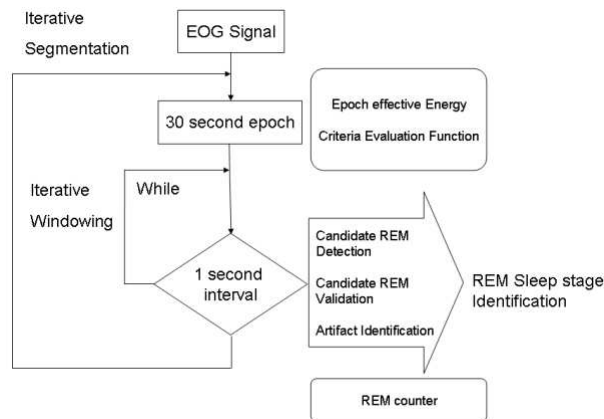 Iterative
Segmentation
EOG Signal
30 second epoch
Epoch effective Energy
Criteria Evaluation Function
Iterative
Windowing
While
1 second
interval
Candidate REM
Detection
Candidate REM
Validation
Artifact Identification
REM Sleep stage
Identification
REM counter